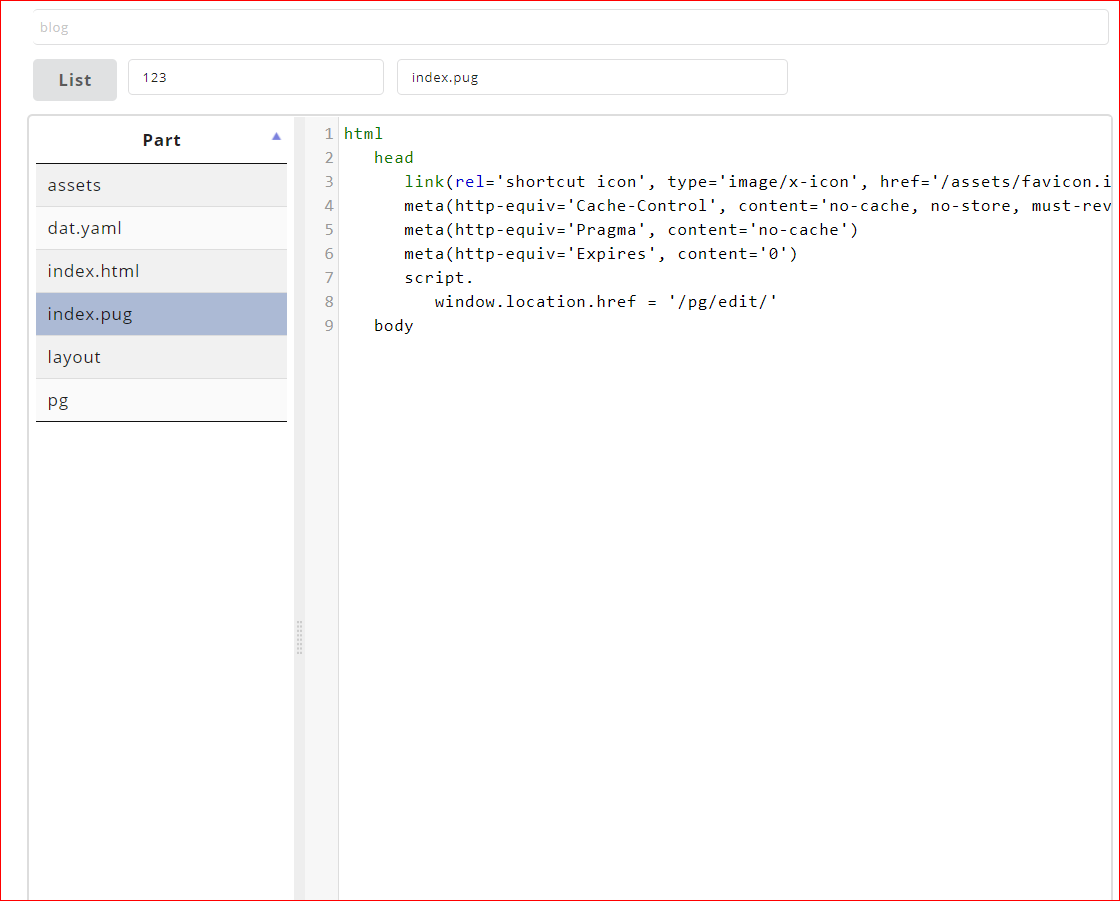 blog
List 123 index.pug
Part
assets
dat.yaml
index.html
index.pug
layout
pg
1 html
2 head
3 link(rel='shortcut icon', type='image/x-icon', href='/assets/favicon.i
4 meta(http-equiv='Cache-Control', content='no-cache, no-store, must-rev
5 meta(http-equiv='Pragma', content='no-cache')
6 meta(http-equiv='Expires', content='0')
7 script.
8 window.location.href = '/pg/edit/'
9 body